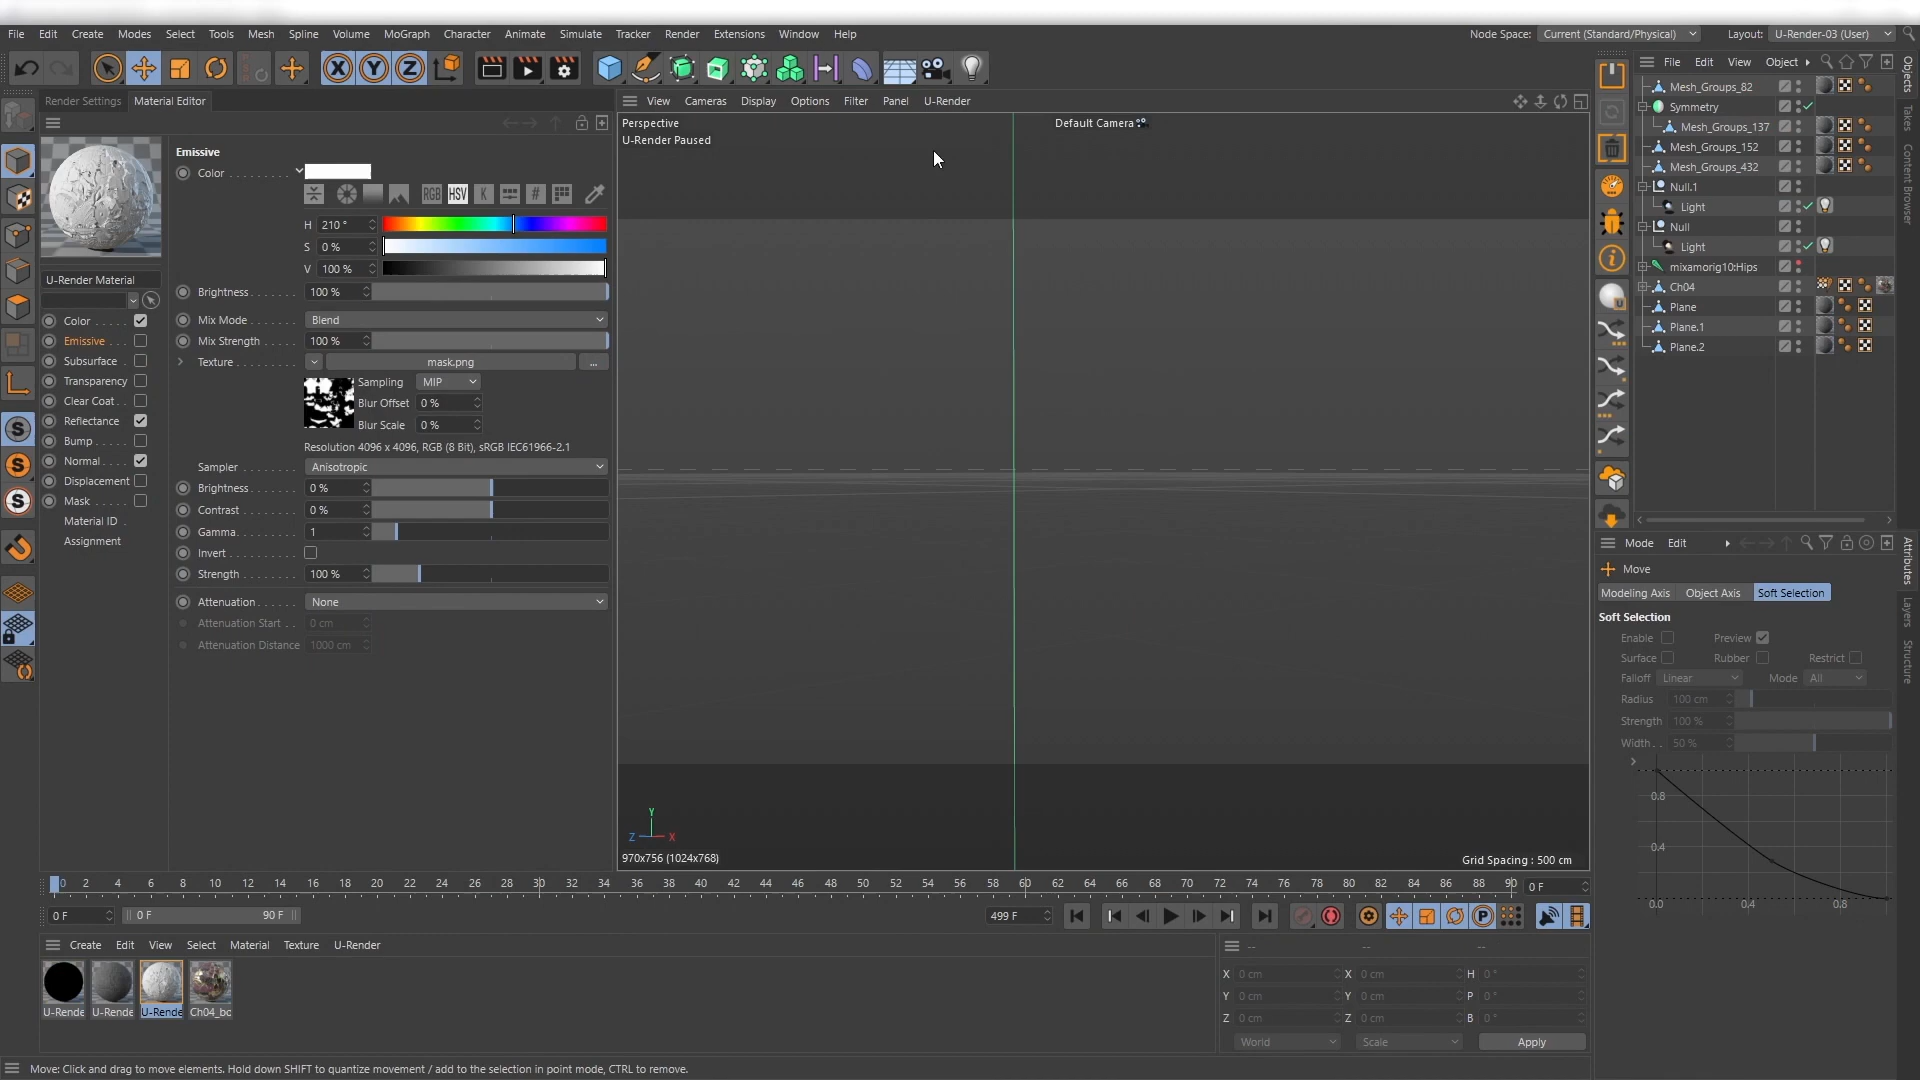 File Edit Create Modes Select Tools Mesh Spline Volume MoGraph Character Animate Simulate Tracker Render Extensions Window Help
Node Space: Current (Standard/Physical) Layout: U-Render-03 (User)
Render Settings Material Editor
View Cameras Display Options Filter Panel U-Render
File Edit View Object
Perspective
Default Camera
U-Render Paused
970x756 (1024x768)
Grid Spacing : 500 cm
Y
Z X
U-Render Material
Color
Emissive
Subsurface
Transparency
Clear Coat
Reflectance
Bump
Normal
Displacement
Mask
Material ID
Assignment
Emissive
Color
RGB HSV K #
H 210 °
S 0 %
V 100 %
Brightness 100 %
Mix Mode Blend
Mix Strength 100 %
Texture mask.png ...
Sampling MIP
Blur Offset 0 %
Blur Scale 0 %
Resolution 4096 x 4096, RGB (8 Bit), sRGB IEC61966-2.1
Sampler Anisotropic
Brightness 0 %
Contrast 0 %
Gamma 1
Invert
Strength 100 %
Attenuation None
Attenuation Start 0 cm
Attenuation Distance 1000 cm
Mesh_Groups_82
Symmetry
Mesh_Groups_137
Mesh_Groups_152
Mesh_Groups_432
Null.1
Light
Null
Light
mixamorig10:Hips
Ch04
Plane
Plane.1
Plane.2
Objects
Takes
Content Browser
Attributes
Layers
Structure
Mode Edit
Move
Modeling Axis Object Axis Soft Selection
Soft Selection
Enable Preview
Surface Rubber Restrict
Falloff Linear Mode All
Radius 100 cm
Strength 100 %
Width 50 %
0.8
0.4
0.0 0.4 0.8
0 2 4 6 8 10 12 14 16 18 20 22 24 26 28 30 32 34 36 38 40 42 44 46 48 50 52 54 56 58 60 62 64 66 68 70 72 74 76 78 80 82 84 86 88 90 0 F
0 F 0 F 90 F 499 F
Create Edit View Select Material Texture U-Render
U-Rende U-Rende U-Rende Ch04_bc
-- -- --
X 0 cm X 0 cm H 0 °
Y 0 cm Y 0 cm P 0 °
Z 0 cm Z 0 cm B 0 °
World Scale Apply
Move: Click and drag to move elements. Hold down SHIFT to quantize movement / add to the selection in point mode, CTRL to remove.